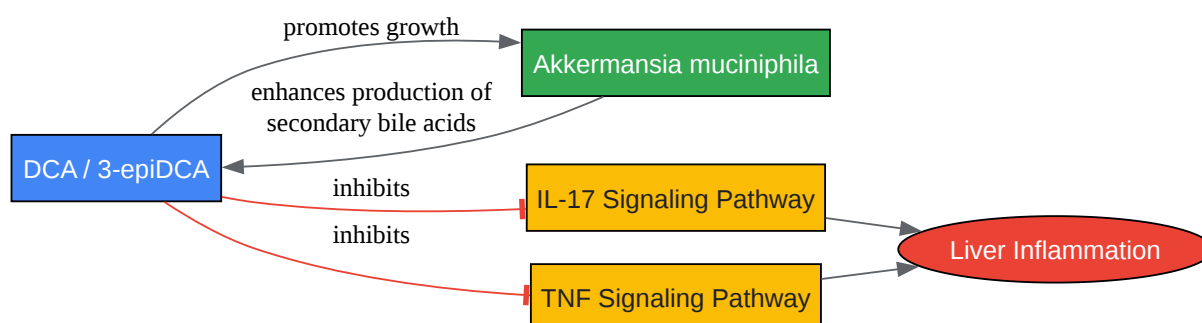 promotes growth
Akkermansia muciniphila
enhances production of
secondary bile acids
DCA / 3-epiDCA
inhibits
IL-17 Signaling Pathway
inhibits
Liver Inflammation
TNF Signaling Pathway